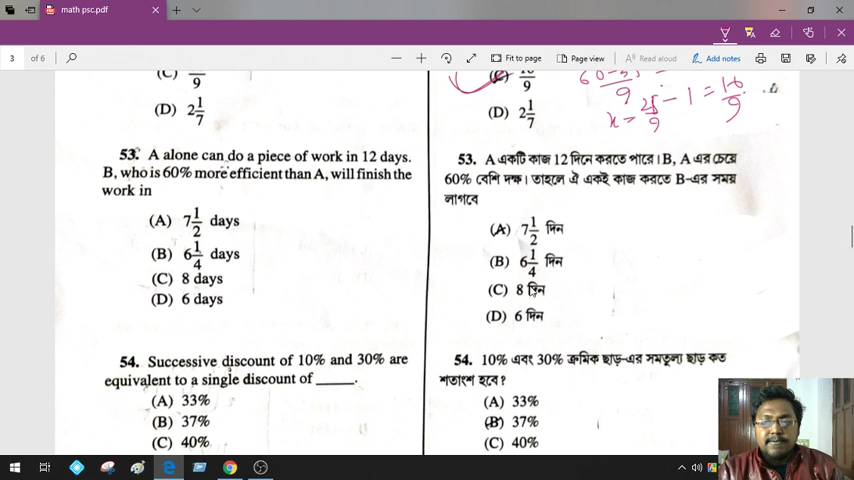 math psc.pdf
3 of 6
Fit to page
Page view
Read aloud
Add notes
(C) 9
(D) 2 1/7
53. A alone can do a piece of work in 12 days.
B, who is 60% more efficient than A, will finish the
work in
(A) 7 1/2 days
(B) 6 1/4 days
(C) 8 days
(D) 6 days
54. Successive discount of 10% and 30% are
equivalent to a single discount of ____.
(A) 33%
(B) 37%
(C) 40%
9
(D) 2 1/7
53. A একটি কাজ 12 দিনে করতে পারে। B, A এর চেয়ে
60% বেশি দক্ষ। তাহলে ঐ একই কাজ করতে B-এর সময়
লাগবে
(A) 7 1/2 দিন
(B) 6 1/4 দিন
(C) 8 দিন
(D) 6 দিন
54. 10% এবং 30% ক্রমিক ছাড়-এর সমতুল্য ছাড় কত
শতাংশ হবে?
(A) 33%
(B) 37%
(C) 40%